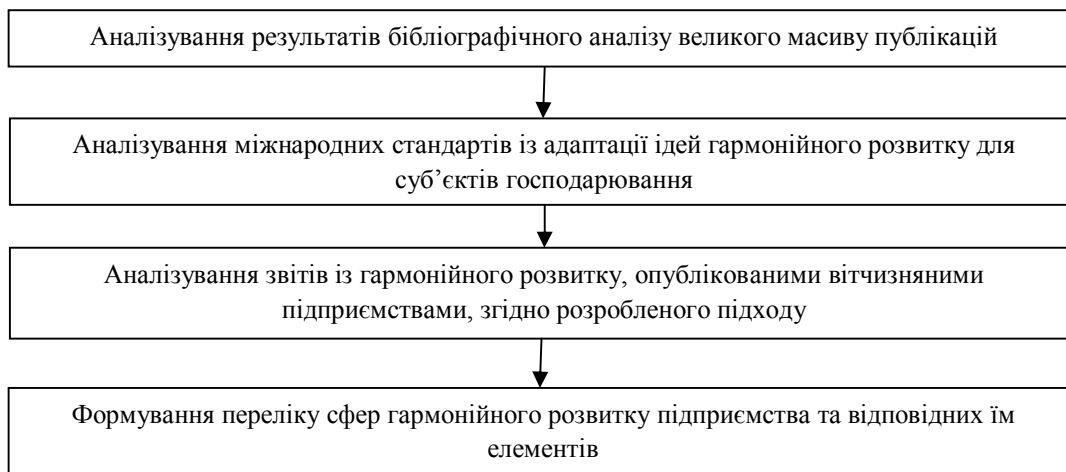 Аналізування результатів бібліографічного аналізу великого масиву публікацій
Аналізування міжнародних стандартів із адаптації ідей гармонійного розвитку для
суб’єктів господарювання
Аналізування звітів із гармонійного розвитку, опублікованими вітчизняними
підприємствами, згідно розробленого підходу
Формування переліку сфер гармонійного розвитку підприємства та відповідних їм
елементів